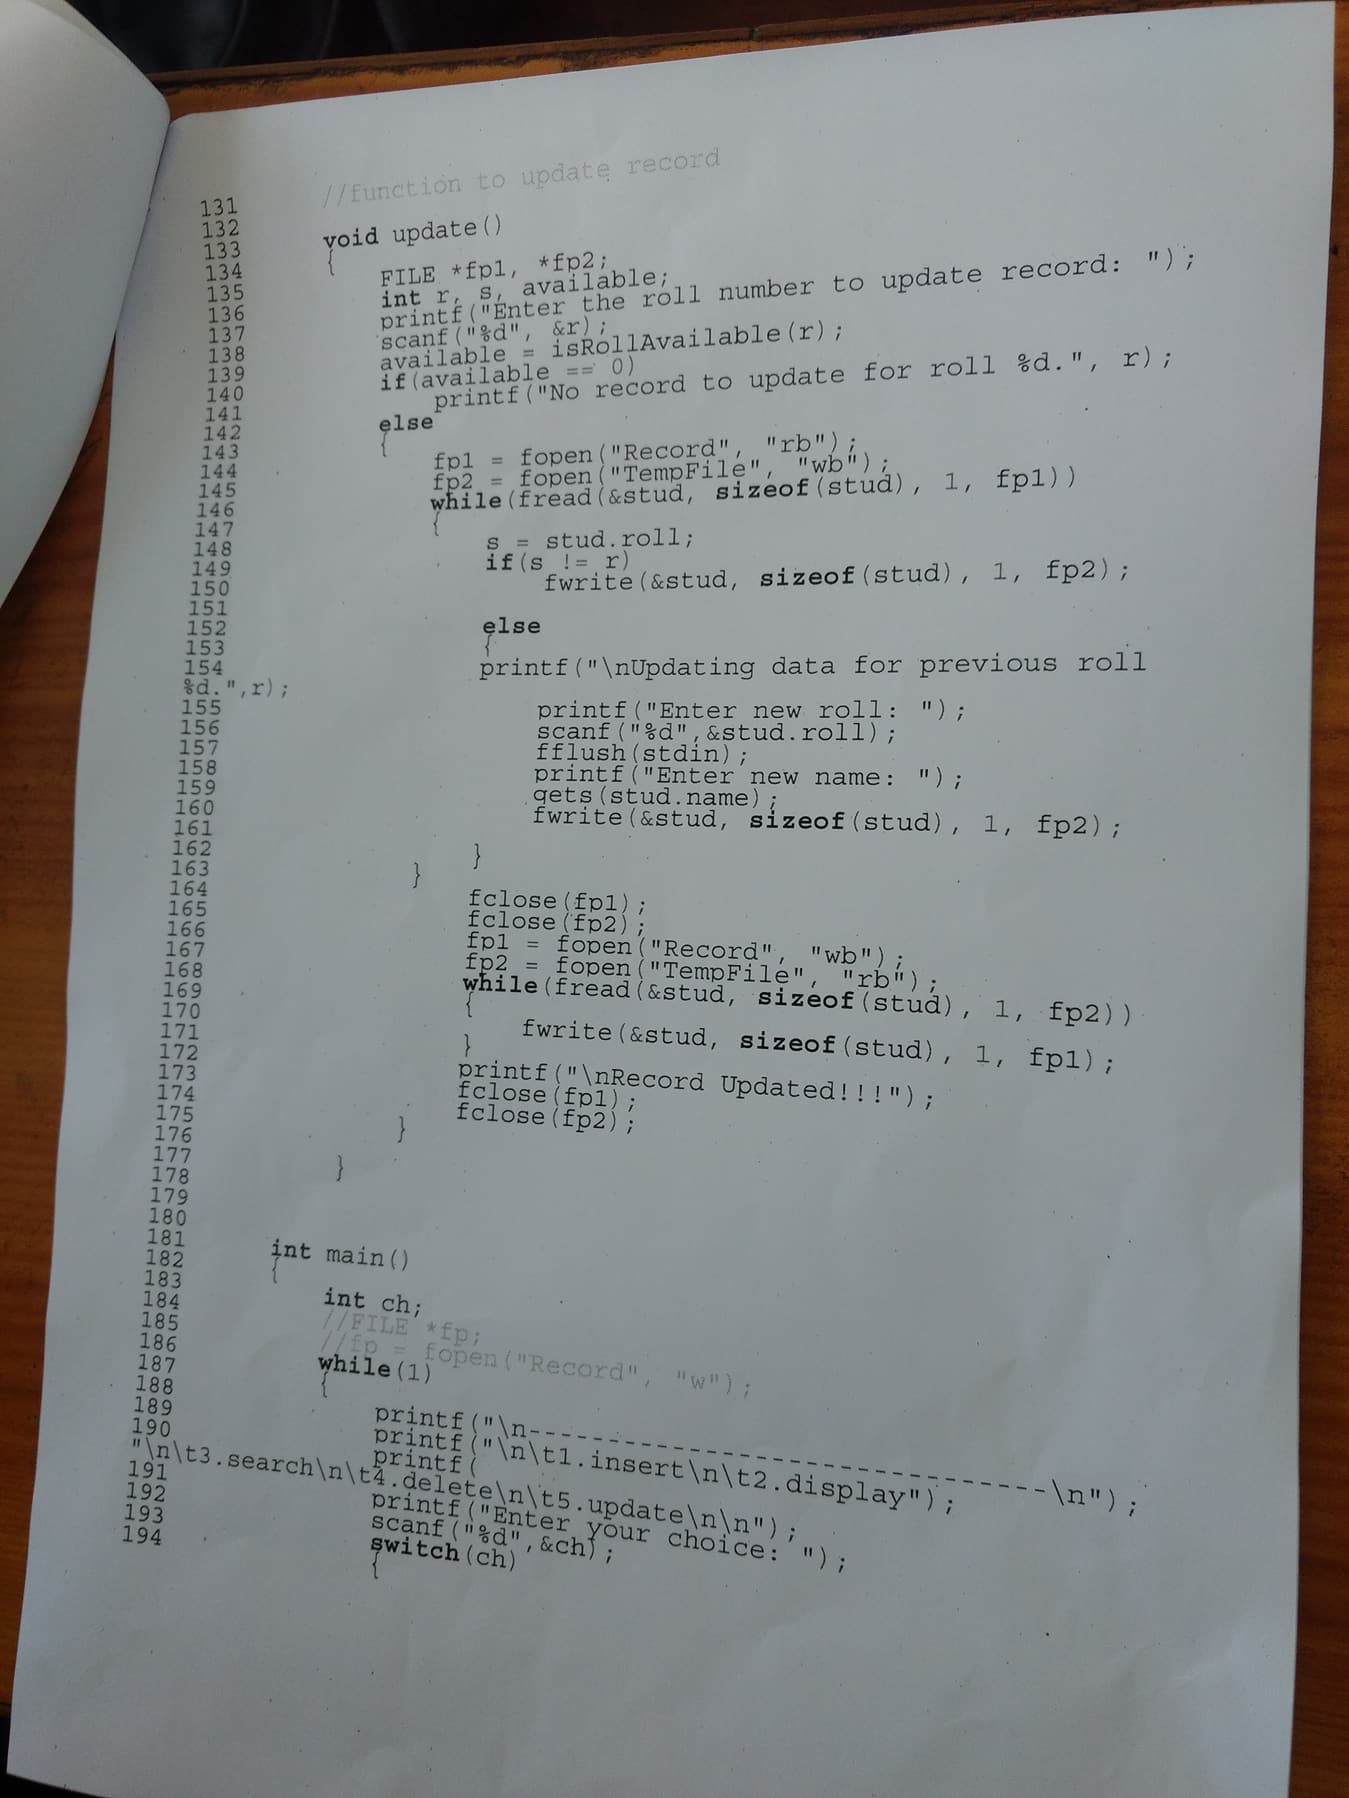 131 //function to update record
132
133 void update()
134 {
135 FILE *fp1, *fp2;
136 int r, s, available;
137 printf("Enter the roll number to update record: ");
138 scanf("%d", &r);
139 available = isRollAvailable(r);
140 if(available == 0)
141 printf("No record to update for roll %d.", r);
142 else
143 {
144 fp1 = fopen("Record", "rb");
145 fp2 = fopen("TempFile", "wb");
146 while(fread(&stud, sizeof(stud), 1, fp1))
147 {
148 s = stud.roll;
149 if(s != r)
150 fwrite(&stud, sizeof(stud), 1, fp2);
151
152 else
153 {
154 printf("\nUpdating data for previous roll
%d.",r);
155 printf("Enter new roll: ");
156 scanf("%d",&stud.roll);
157 fflush(stdin);
158 printf("Enter new name: ");
159 gets(stud.name);
160 fwrite(&stud, sizeof(stud), 1, fp2);
161
162 }
163 }
164 fclose(fp1);
165 fclose(fp2);
166 fp1 = fopen("Record", "wb");
167 fp2 = fopen("TempFile", "rb");
168 while(fread(&stud, sizeof(stud), 1, fp2))
169 {
170 fwrite(&stud, sizeof(stud), 1, fp1);
171 }
172 printf("\nRecord Updated!!!");
173 fclose(fp1);
174 fclose(fp2);
175 }
176
177 }
178
179
180
181 int main()
182 {
183 int ch;
184 //FILE *fp;
185 //fp = fopen("Record", "w");
186 while(1)
187 {
188 printf("\n---------------------------------\n");
189 printf("\n\t1.insert\n\t2.display");
190 printf(
"\n\t3.search\n\t4.delete\n\t5.update\n\n");
191 printf("Enter your choice: ");
192 scanf("%d",&ch);
193 switch(ch)
194 {